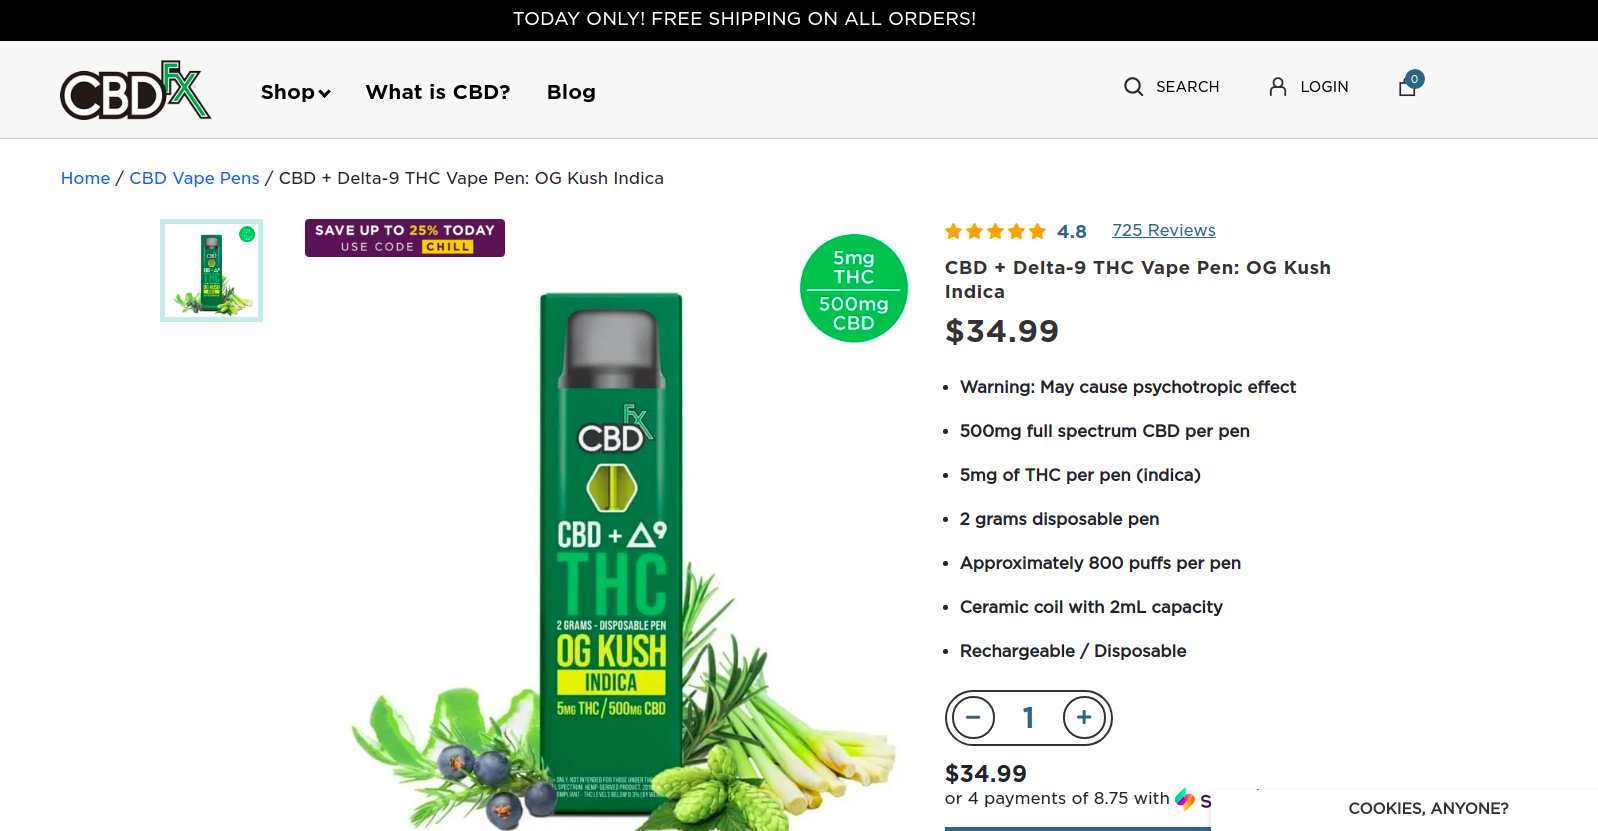 TODAY ONLY! FREE SHIPPING ON ALL ORDERS!
CBDFX
Shop
What is CBD?
Blog
SEARCH
LOGIN
0
Home / CBD Vape Pens / CBD + Delta-9 THC Vape Pen: OG Kush Indica
SAVE UP TO 25% TODAY
USE CODE CHILL
5mg
THC
500mg
CBD
CBDFX
CBD + Δ9
THC
2 GRAMS - DISPOSABLE PEN
OG KUSH
INDICA
5MG THC / 500MG CBD
4.8
725 Reviews
CBD + Delta-9 THC Vape Pen: OG Kush
Indica
$34.99
• Warning: May cause psychotropic effect
• 500mg full spectrum CBD per pen
• 5mg of THC per pen (indica)
• 2 grams disposable pen
• Approximately 800 puffs per pen
• Ceramic coil with 2mL capacity
• Rechargeable / Disposable
− 1 +
$34.99
or 4 payments of 8.75 with S
COOKIES, ANYONE?